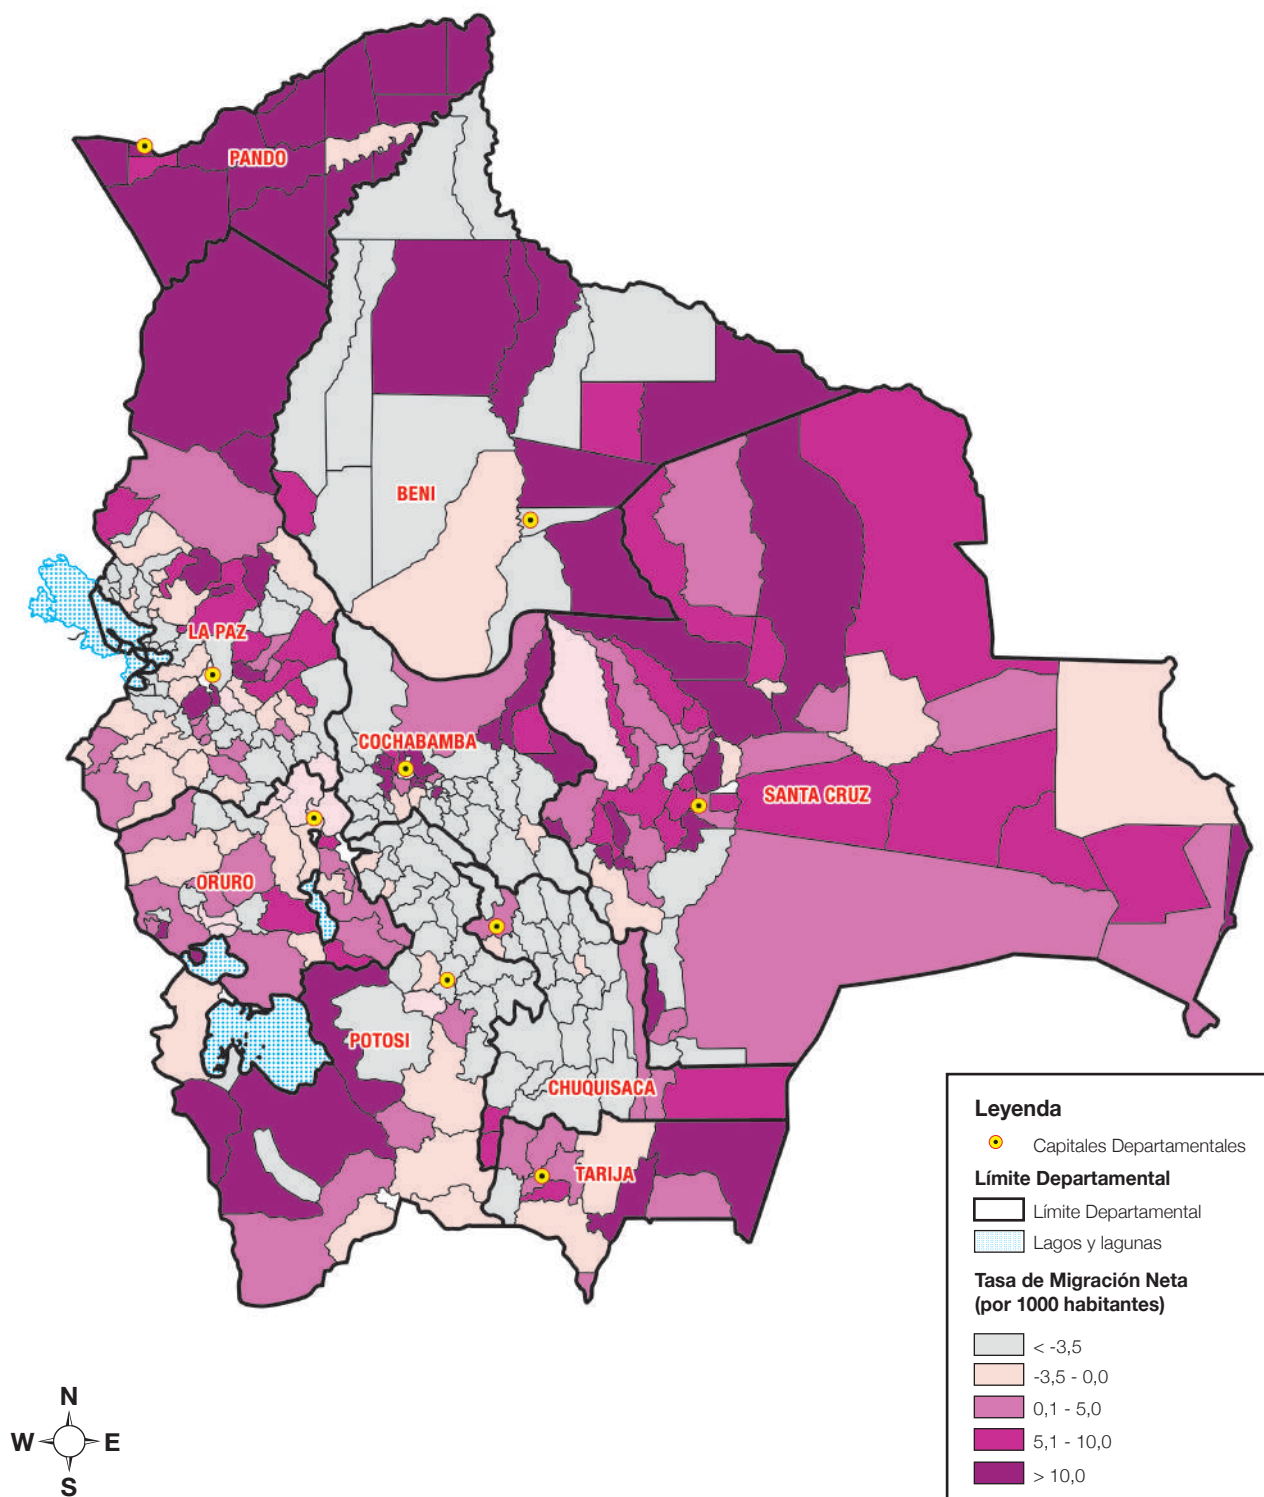 PANDO
BENI
LA PAZ
COCHABAMBA
SANTA CRUZ
ORURO
POTOSI
CHUQUISACA
TARIJA
Leyenda
Capitales Departamentales
Límite Departamental
Límite Departamental
Lagos y lagunas
Tasa de Migración Neta
(por 1000 habitantes)
< -3,5
-3,5 - 0,0
0,1 - 5,0
5,1 - 10,0
> 10,0
N
W E
S